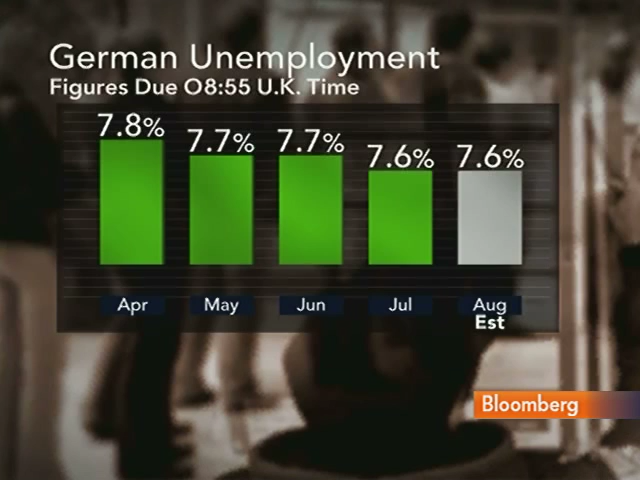 German Unemployment
Figures Due 08:55 U.K. Time
7.8% 7.7% 7.7% 7.6% 7.6%
Apr May Jun Jul Aug
Est
Bloomberg